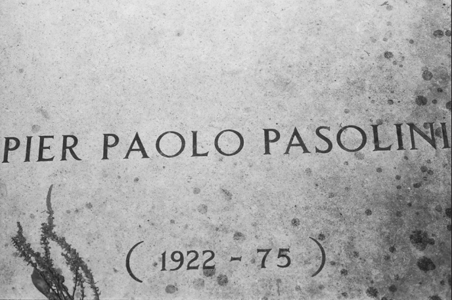 PIER PAOLO PASOLINI
( 1922 - 75 )